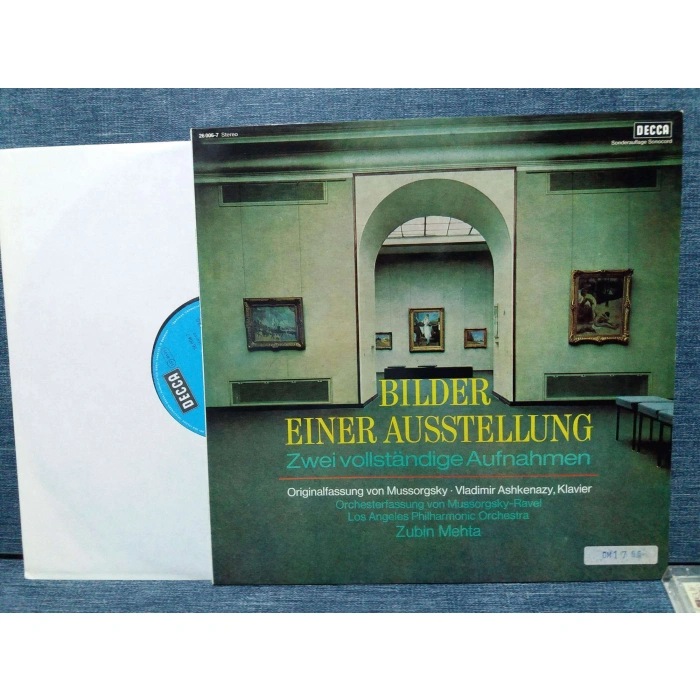 28 006-7 Stereo
DECCA
Sonderauflage Sonocord
BILDER
EINER AUSSTELLUNG
Zwei vollständige Aufnahmen
Originalfassung von Mussorgsky · Vladimir Ashkenazy, Klavier
Orchesterfassung von Mussorgsky-Ravel
Los Angeles Philharmonic Orchestra
Zubin Mehta
DECCA